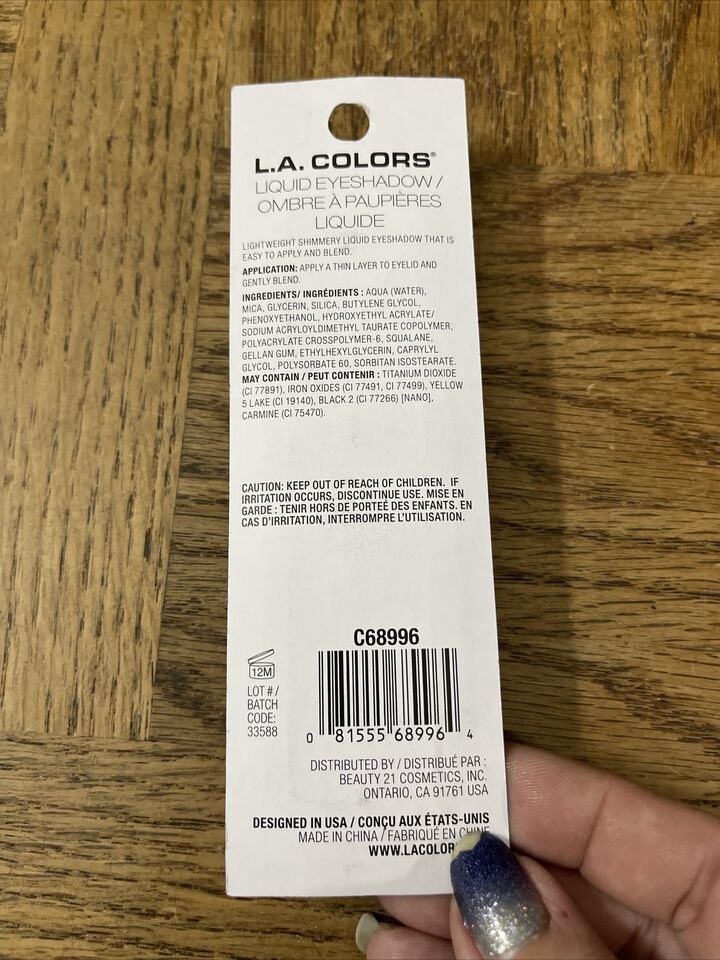 L.A. COLORS®
LIQUID EYESHADOW /
OMBRE À PAUPIÈRES
LIQUIDE
LIGHTWEIGHT SHIMMERY LIQUID EYESHADOW THAT IS
EASY TO APPLY AND BLEND.
APPLICATION: APPLY A THIN LAYER TO EYELID AND
GENTLY BLEND.
INGREDIENTS/ INGRÉDIENTS : AQUA (WATER),
MICA, GLYCERIN, SILICA, BUTYLENE GLYCOL,
PHENOXYETHANOL, HYDROXYETHYL ACRYLATE/
SODIUM ACRYLOYLDIMETHYL TAURATE COPOLYMER,
POLYACRYLATE CROSSPOLYMER-6, SQUALANE,
GELLAN GUM, ETHYLHEXYLGLYCERIN, CAPRYLYL
GLYCOL, POLYSORBATE 60, SORBITAN ISOSTEARATE.
MAY CONTAIN / PEUT CONTENIR : TITANIUM DIOXIDE
(CI 77891), IRON OXIDES (CI 77491, CI 77499), YELLOW
5 LAKE (CI 19140), BLACK 2 (CI 77266) [NANO],
CARMINE (CI 75470).
CAUTION: KEEP OUT OF REACH OF CHILDREN. IF
IRRITATION OCCURS, DISCONTINUE USE. MISE EN
GARDE : TENIR HORS DE PORTEÉ DES ENFANTS. EN
CAS D'IRRITATION, INTERROMPRE L'UTILISATION.
C68996
12M
LOT # /
BATCH
CODE:
33588
0 81555 68996 4
DISTRIBUTED BY / DISTRIBUÉ PAR :
BEAUTY 21 COSMETICS, INC.
ONTARIO, CA 91761 USA
DESIGNED IN USA / CONÇU AUX ÉTATS-UNIS
MADE IN CHINA / FABRIQUÉ EN CHINE
WWW.LACOLOR